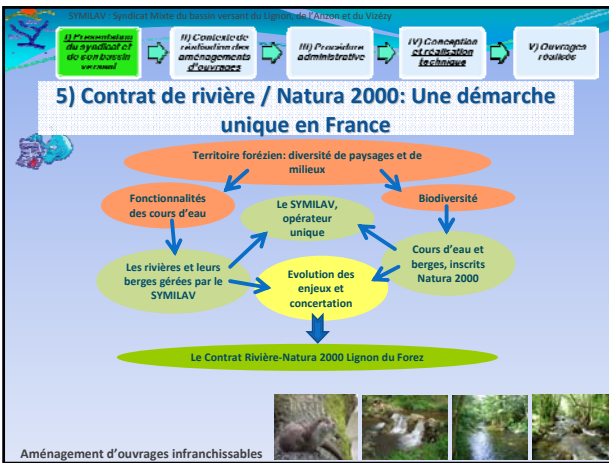 SYMILAV : Syndicat Mixte du bassin versant du Lignon, de l'Anzon et du Vizézy
I) Présentation
du syndicat et
de son bassin
versant
II) Contexte de
réalisation des
aménagements
d'ouvrages
III) Procédure
administrative
IV) Conception
et réalisation
technique
V) Ouvrages
réalisés
5) Contrat de rivière / Natura 2000: Une démarche
unique en France
Territoire forézien: diversité de paysages et de
milieux
Fonctionnalités
des cours d'eau
Le SYMILAV,
opérateur
unique
Biodiversité
Les rivières et leurs
berges gérées par le
SYMILAV
Evolution des
enjeux et
concertation
Cours d'eau et
berges, inscrits
Natura 2000
Le Contrat Rivière-Natura 2000 Lignon du Forez
Aménagement d'ouvrages infranchissables